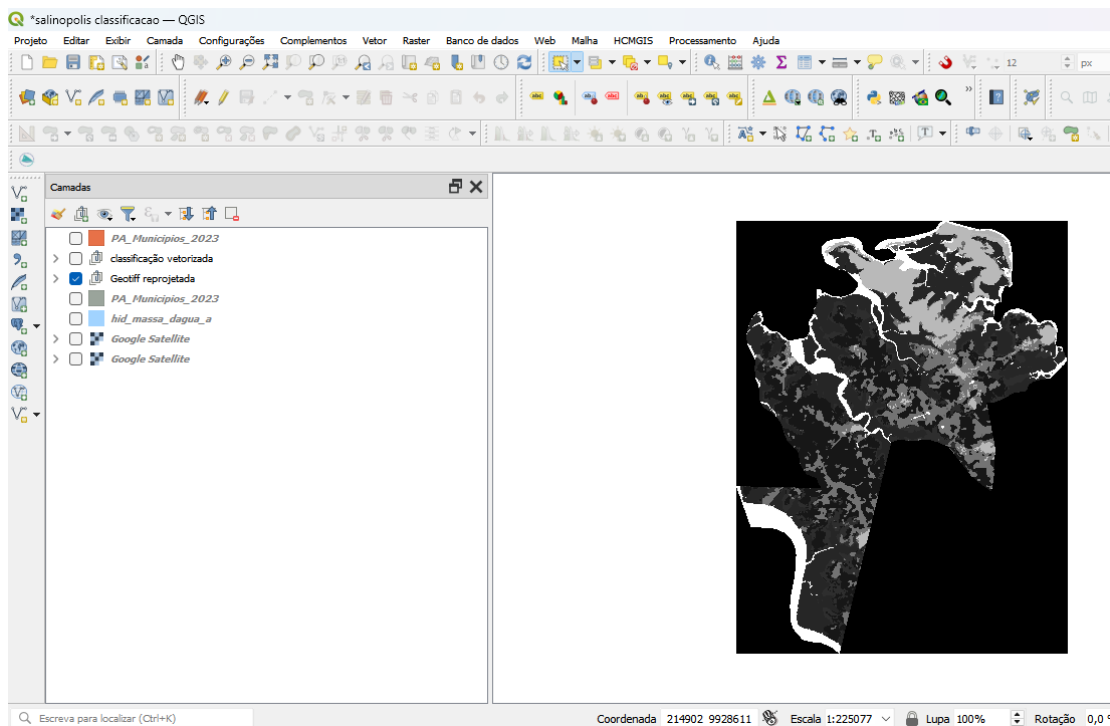 *salinopolis classificacao — QGIS
Projeto Editar Exibir Camada Configurações Complementos Vetor Raster Banco de dados Web Malha HCMGIS Processamento Ajuda
12 px
Camadas
PA_Municipios_2023
classificação vetorizada
Geotiff reprojetada
PA_Municipios_2023
hid_massa_dagua_a
Google Satellite
Google Satellite
Escreva para localizar (Ctrl+K) Coordenada 214902 9928611 Escala 1:225077 Lupa 100% Rotação 0,0 °